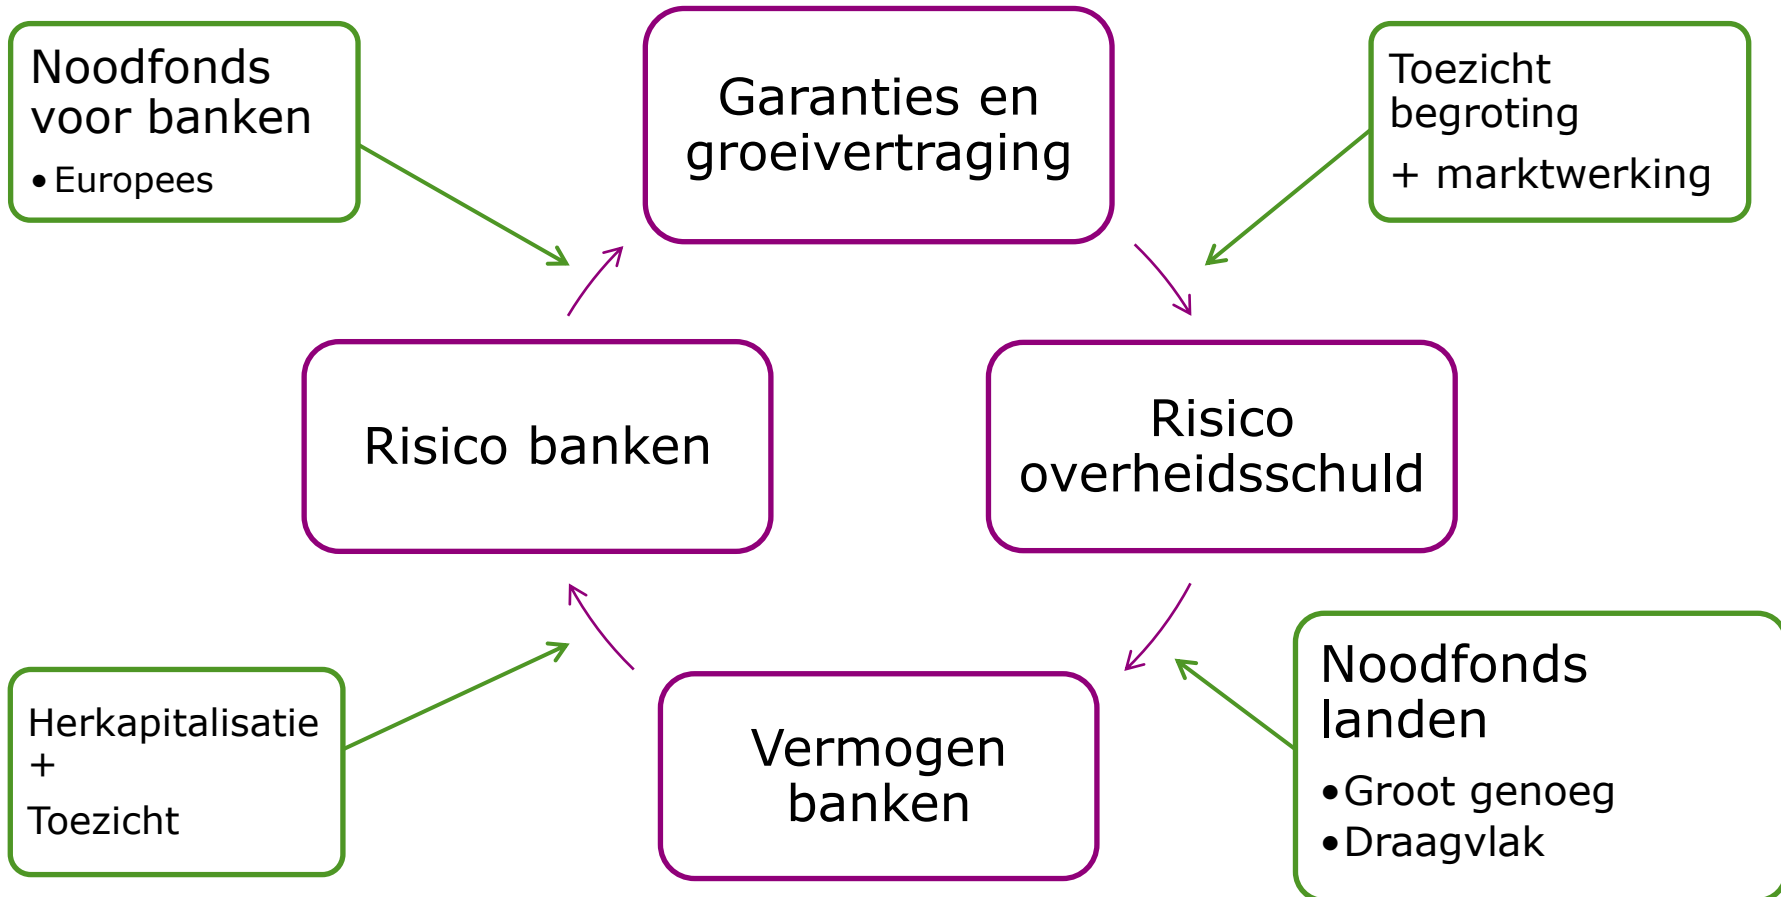 Noodfonds
voor banken
• Europees
Garanties en
groeivertraging
Toezicht
begroting
+ marktwerking
Risico banken
Risico
overheidsschuld
Herkapitalisatie
+
Toezicht
Vermogen
banken
Noodfonds
landen
•Groot genoeg
•Draagvlak